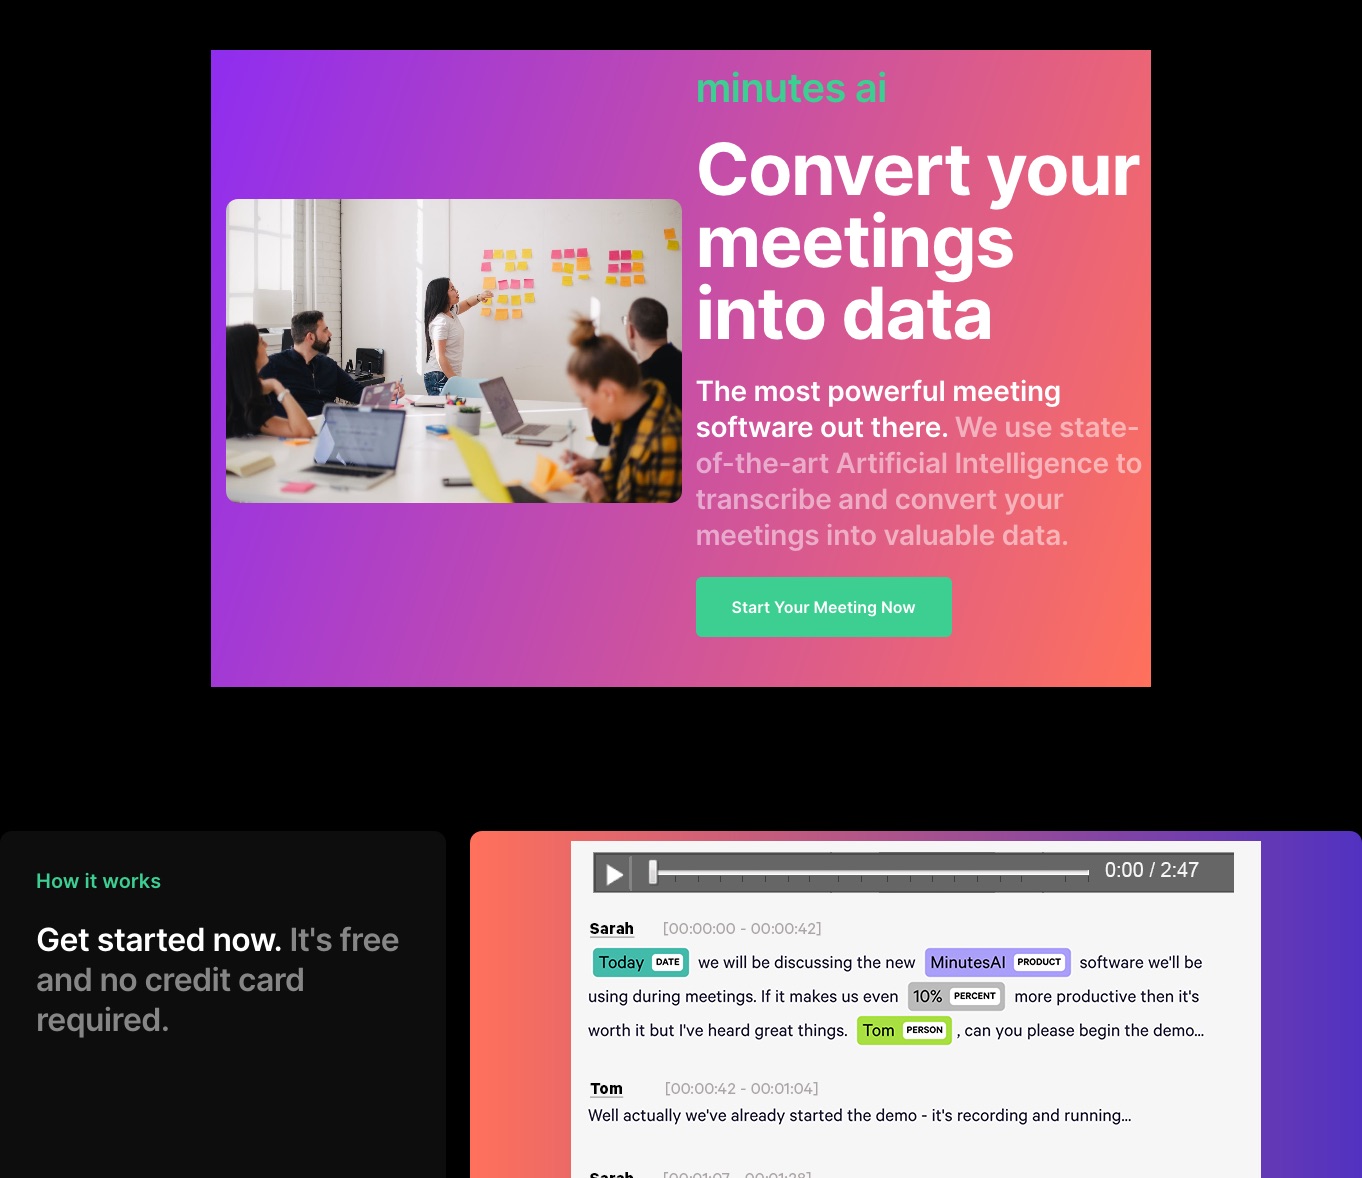 minutes ai
Convert your
meetings
into data
The most powerful meeting
software out there. We use state-
of-the-art Artificial Intelligence to
transcribe and convert your
meetings into valuable data.
Start Your Meeting Now
How it works
Get started now. It's free
and no credit card
required.
0:00 / 2:47
Sarah [00:00:00 - 00:00:42]
Today DATE we will be discussing the new MinutesAI PRODUCT software we'll be
using during meetings. If it makes us even 10% PERCENT more productive then it's
worth it but I've heard great things. Tom PERSON , can you please begin the demo...
Tom [00:00:42 - 00:01:04]
Well actually we've already started the demo - it's recording and running...
Sarah [00:01:07 - 00:01:28]